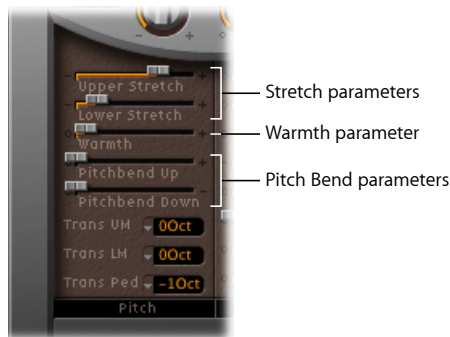 Upper Stretch
Lower Stretch
Warmth
Pitchbend Up
Pitchbend Down
Trans UM 0Oct
Trans LM 0Oct
Trans Ped -1Oct
Pitch
Stretch parameters
Warmth parameter
Pitch Bend parameters